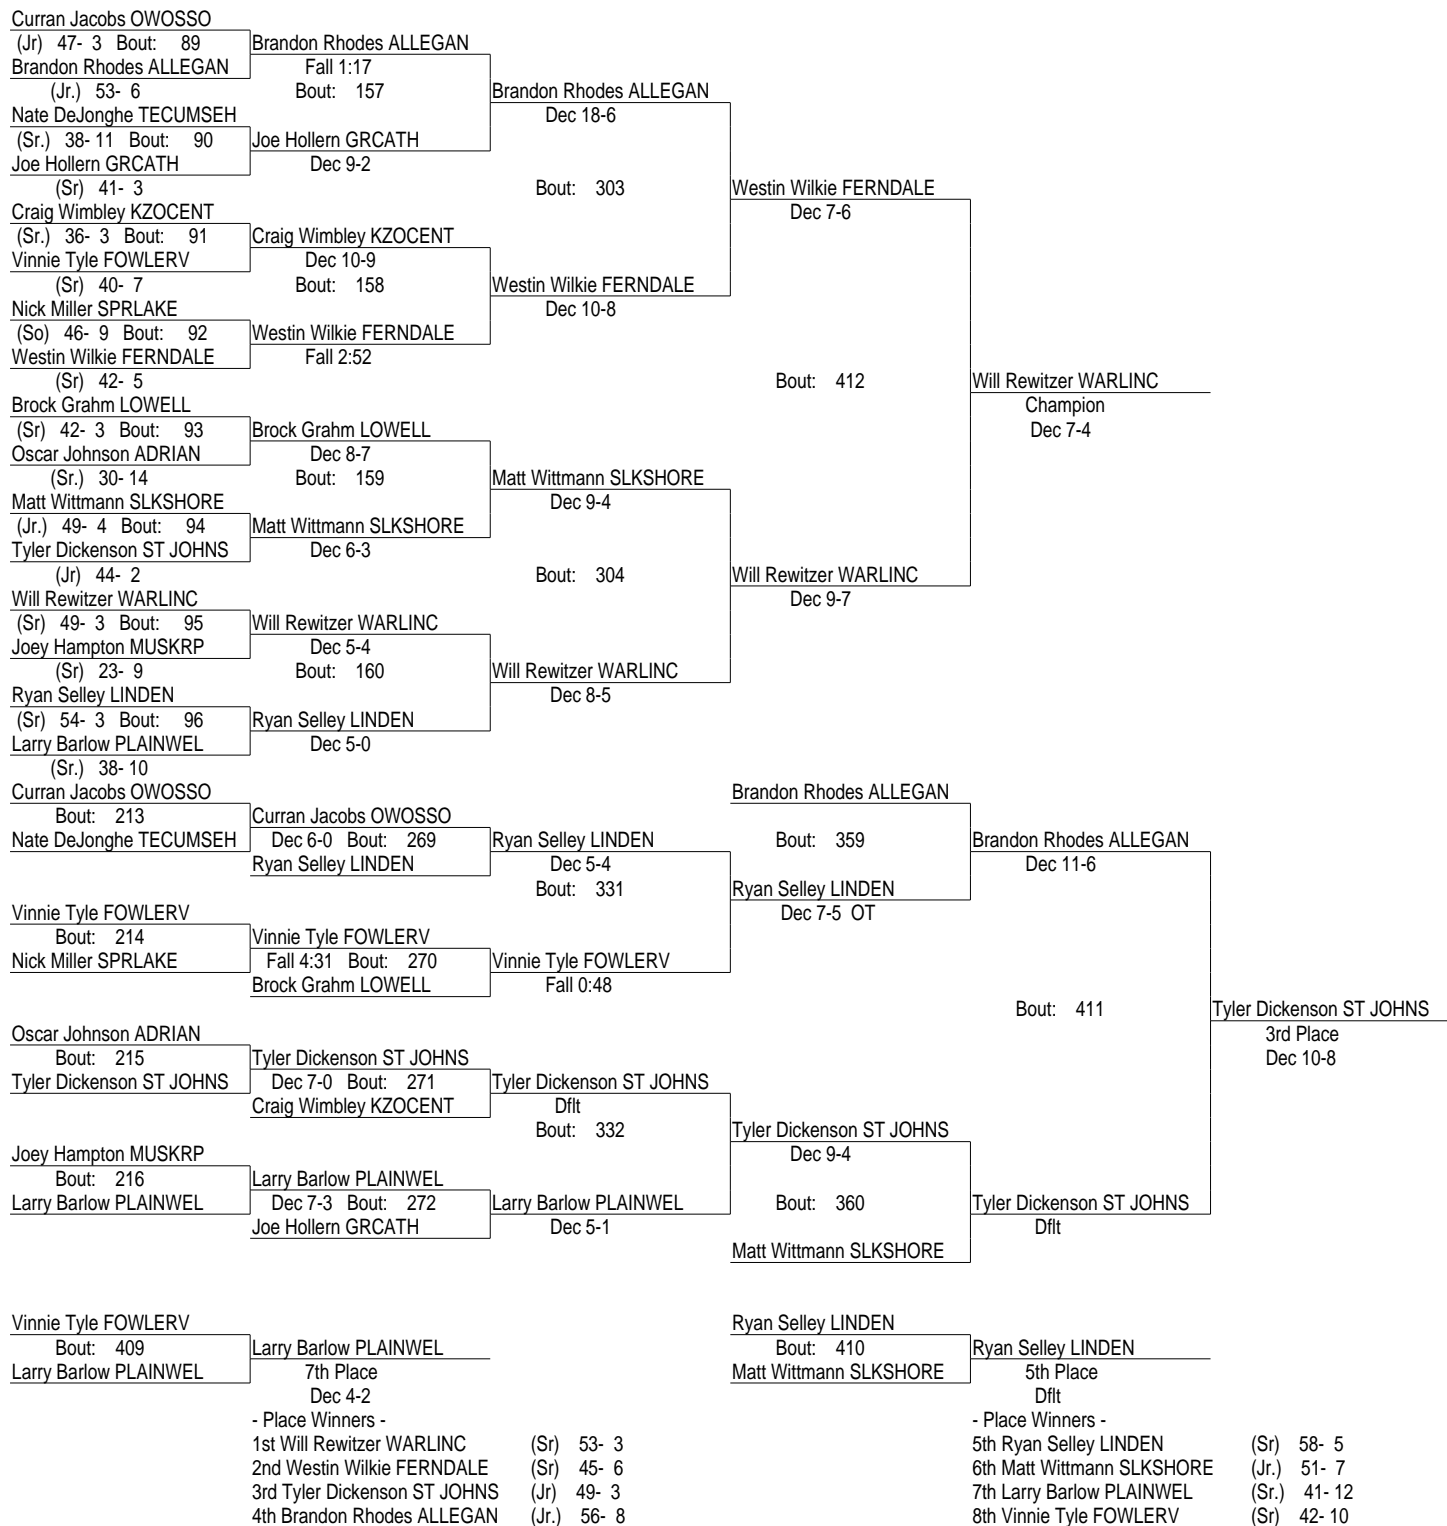 Curran Jacobs OWOSSO
(Jr) 47- 3 Bout: 89 Brandon Rhodes ALLEGAN
Brandon Rhodes ALLEGAN Fall 1:17
(Jr.) 53- 6 Bout: 157 Brandon Rhodes ALLEGAN
Nate DeJonghe TECUMSEH Dec 18-6
(Sr.) 38- 11 Bout: 90 Joe Hollern GRCATH
Joe Hollern GRCATH Dec 9-2
(Sr) 41- 3 Bout: 303 Westin Wilkie FERNDALE
Craig Wimbley KZOCENT Dec 7-6
(Sr.) 36- 3 Bout: 91 Craig Wimbley KZOCENT
Vinnie Tyle FOWLERV Dec 10-9
(Sr) 40- 7 Bout: 158 Westin Wilkie FERNDALE
Nick Miller SPRLAKE Dec 10-8
(So) 46- 9 Bout: 92 Westin Wilkie FERNDALE
Westin Wilkie FERNDALE Fall 2:52
(Sr) 42- 5 Bout: 412 Will Rewitzer WARLINC
Brock Grahm LOWELL Champion
(Sr) 42- 3 Bout: 93 Brock Grahm LOWELL Dec 7-4
Oscar Johnson ADRIAN Dec 8-7
(Sr.) 30- 14 Bout: 159 Matt Wittmann SLKSHORE
Matt Wittmann SLKSHORE Dec 9-4
(Jr.) 49- 4 Bout: 94 Matt Wittmann SLKSHORE
Tyler Dickenson ST JOHNS Dec 6-3
(Jr) 44- 2 Bout: 304 Will Rewitzer WARLINC
Will Rewitzer WARLINC Dec 9-7
(Sr) 49- 3 Bout: 95 Will Rewitzer WARLINC
Joey Hampton MUSKRP Dec 5-4
(Sr) 23- 9 Bout: 160 Will Rewitzer WARLINC
Ryan Selley LINDEN Dec 8-5
(Sr) 54- 3 Bout: 96 Ryan Selley LINDEN
Larry Barlow PLAINWEL Dec 5-0
(Sr.) 38- 10
Curran Jacobs OWOSSO Brandon Rhodes ALLEGAN
Bout: 213 Curran Jacobs OWOSSO
Nate DeJonghe TECUMSEH Dec 6-0 Bout: 269 Ryan Selley LINDEN Bout: 359 Brandon Rhodes ALLEGAN
Ryan Selley LINDEN Dec 5-4 Dec 11-6
Bout: 331 Ryan Selley LINDEN
Vinnie Tyle FOWLERV Dec 7-5 OT
Bout: 214 Vinnie Tyle FOWLERV
Nick Miller SPRLAKE Fall 4:31 Bout: 270 Vinnie Tyle FOWLERV
Brock Grahm LOWELL Fall 0:48
Bout: 411 Tyler Dickenson ST JOHNS
Oscar Johnson ADRIAN 3rd Place
Bout: 215 Tyler Dickenson ST JOHNS Dec 10-8
Tyler Dickenson ST JOHNS Dec 7-0 Bout: 271 Tyler Dickenson ST JOHNS
Craig Wimbley KZOCENT Dflt
Bout: 332 Tyler Dickenson ST JOHNS
Joey Hampton MUSKRP Dec 9-4
Bout: 216 Larry Barlow PLAINWEL
Larry Barlow PLAINWEL Dec 7-3 Bout: 272 Larry Barlow PLAINWEL Bout: 360 Tyler Dickenson ST JOHNS
Joe Hollern GRCATH Dec 5-1 Dflt
Matt Wittmann SLKSHORE
Vinnie Tyle FOWLERV Ryan Selley LINDEN
Bout: 409 Larry Barlow PLAINWEL Bout: 410 Ryan Selley LINDEN
Larry Barlow PLAINWEL 7th Place Matt Wittmann SLKSHORE 5th Place
Dec 4-2 Dflt
- Place Winners - - Place Winners -
1st Will Rewitzer WARLINC (Sr) 53- 3 5th Ryan Selley LINDEN (Sr) 58- 5
2nd Westin Wilkie FERNDALE (Sr) 45- 6 6th Matt Wittmann SLKSHORE (Jr.) 51- 7
3rd Tyler Dickenson ST JOHNS (Jr) 49- 3 7th Larry Barlow PLAINWEL (Sr.) 41- 12
4th Brandon Rhodes ALLEGAN (Jr.) 56- 8 8th Vinnie Tyle FOWLERV (Sr) 42- 10